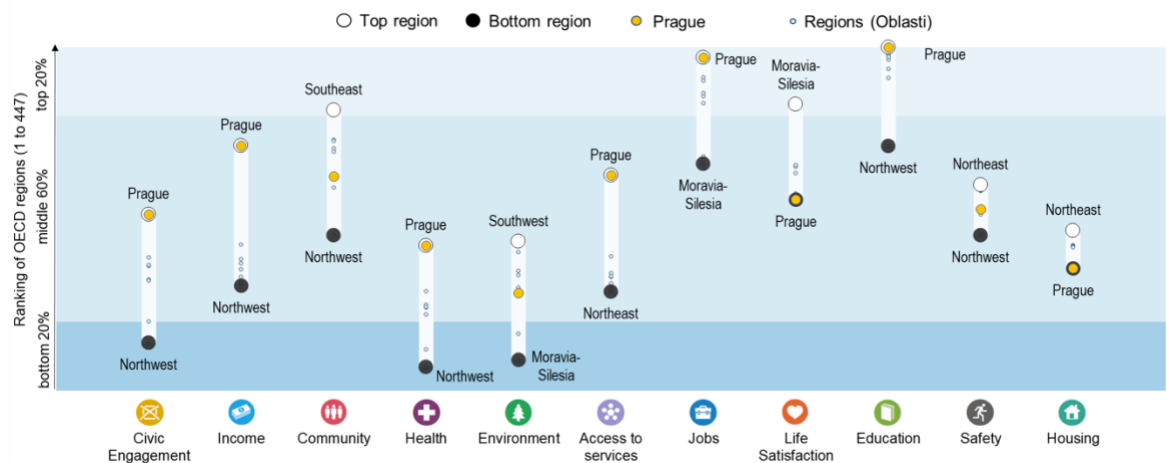 Top region
Bottom region
Prague
Regions (Oblasti)
Ranking of OECD regions (1 to 447)
top 20%
middle 60%
bottom 20%
Prague
Northwest
Prague
Northwest
Southeast
Northwest
Prague
Northwest
Southwest
Moravia-
Silesia
Prague
Northeast
Prague
Moravia-
Silesia
Moravia-
Silesia
Prague
Prague
Northwest
Northeast
Northwest
Northeast
Prague
Civic
Engagement
Income
Community
Health
Environment
Access to
services
Jobs
Life
Satisfaction
Education
Safety
Housing